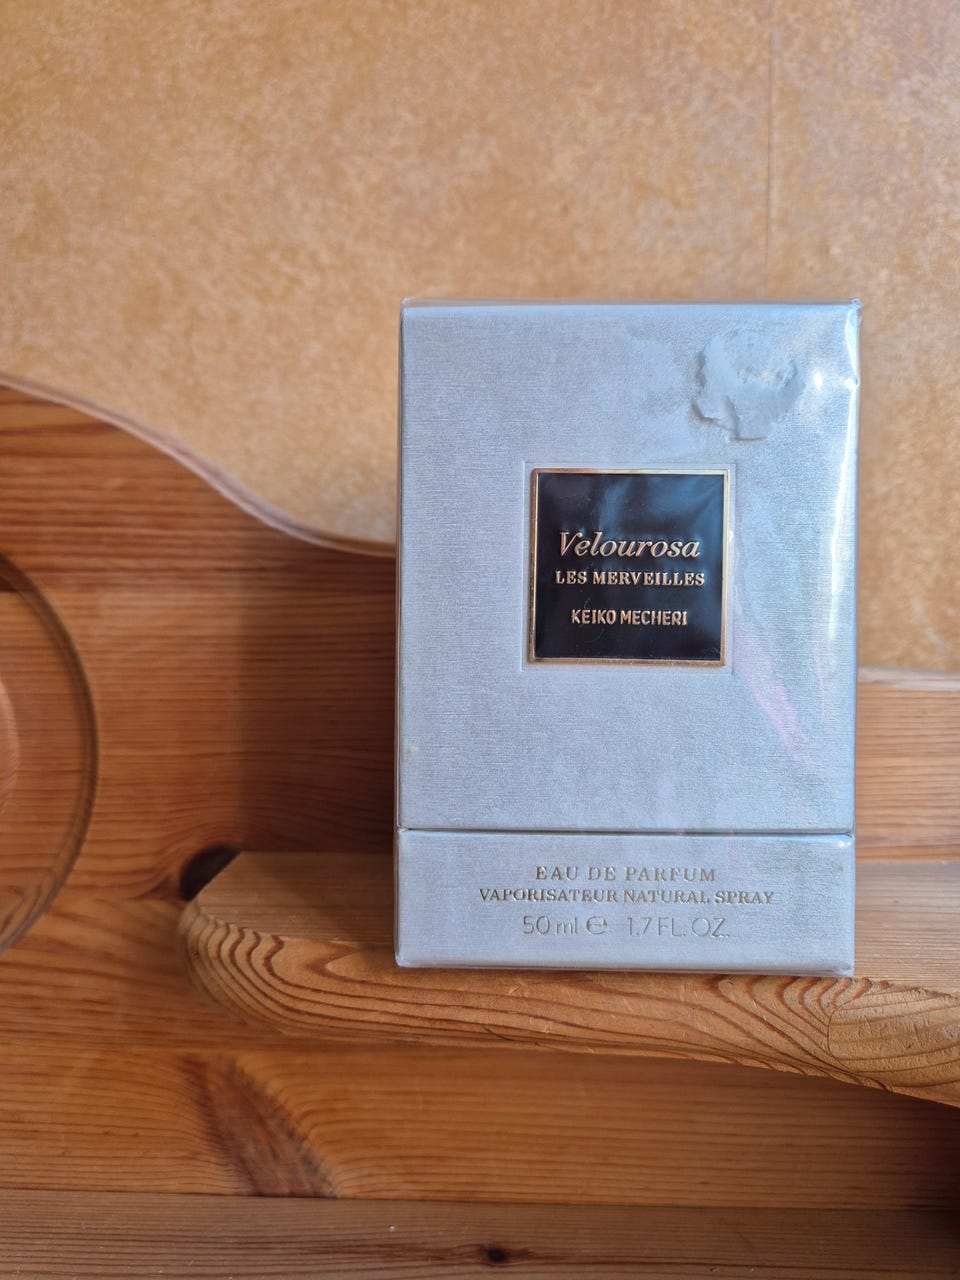 Velourosa
LES MERVEILLES
KEIKO MECHERI
EAU DE PARFUM
VAPORISATEUR NATURAL SPRAY
50 ml ℮ 1.7 FL. OZ.